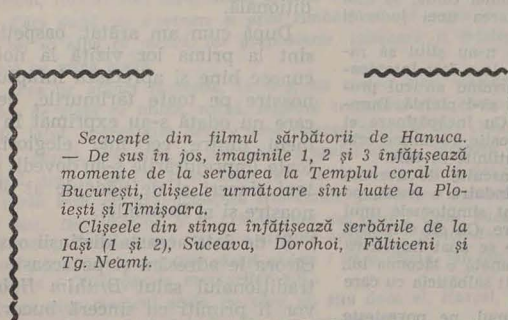 Secvențe din filmul sărbătorii de Hanuca.
— De sus în jos, imaginile 1, 2 și 3 înfățișează
momente de la serbarea la Templul coral din
București, clișeele următoare sînt luate la Plo-
iești și Timișoara.
Clișeele din stînga înfățișează serbările de la
Iași (1 și 2), Suceava, Dorohoi, Fălticeni și
Tg. Neamț.